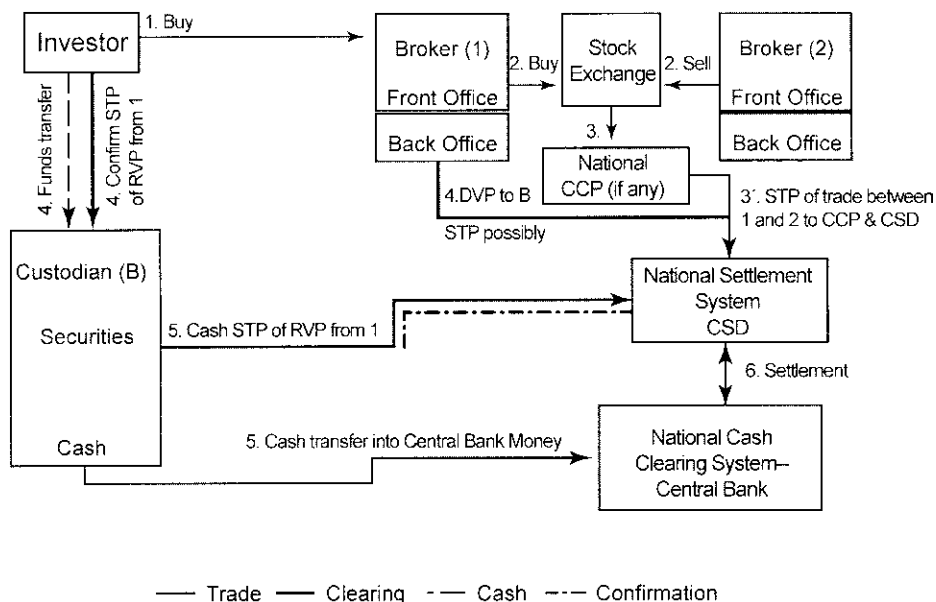 1. Buy
Investor
Broker (1)
Front Office
Back Office
2. Buy
Stock
Exchange
2. Sell
Broker (2)
Front Office
Back Office
3.
National
CCP (if any)
4. Funds transfer
4. Confirm STP
of RVP from 1
4.DVP to B
STP possibly
3'. STP of trade between
1 and 2 to CCP & CSD
Custodian (B)
Securities
Cash
5. Cash STP of RVP from 1
National Settlement
System
CSD
6. Settlement
5. Cash transfer into Central Bank Money
National Cash
Clearing System–
Central Bank
Trade Clearing Cash Confirmation